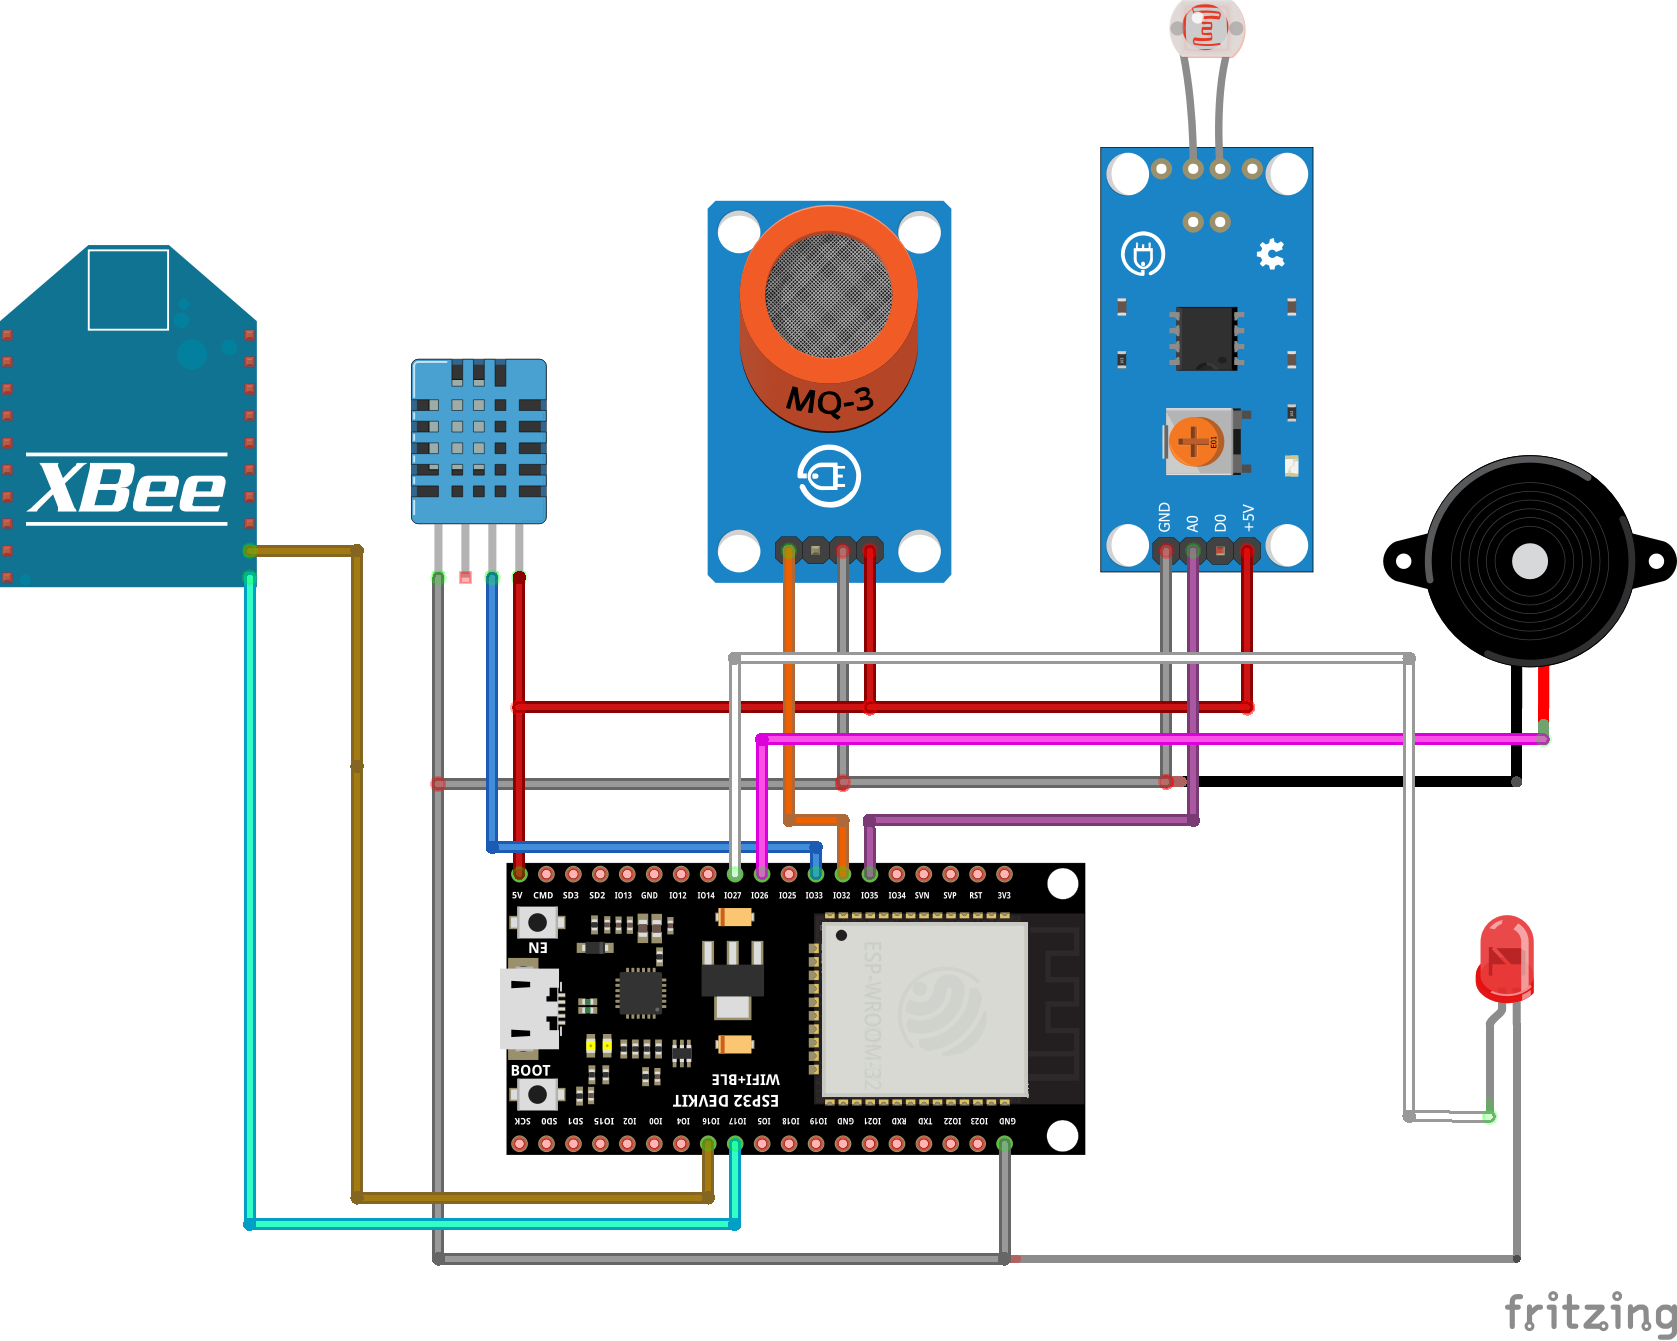 XBee
MQ-3
GND
A0
D0
+5V
E01
5V CMD SD3 SD2 IO13 GND IO12 IO14 IO27 IO26 IO25 IO33 IO32 IO35 IO34 SVN SVP RST 3V3
EN
ESP-WROOM-32
BOOT
WIFI+BLE
ESP32 DEVKIT
SCK SD0 SD1 IO15 IO2 IO0 IO4 IO16 IO17 IO5 IO18 IO19 GND IO21 RXD TXD IO22 IO23 GND
fritzing